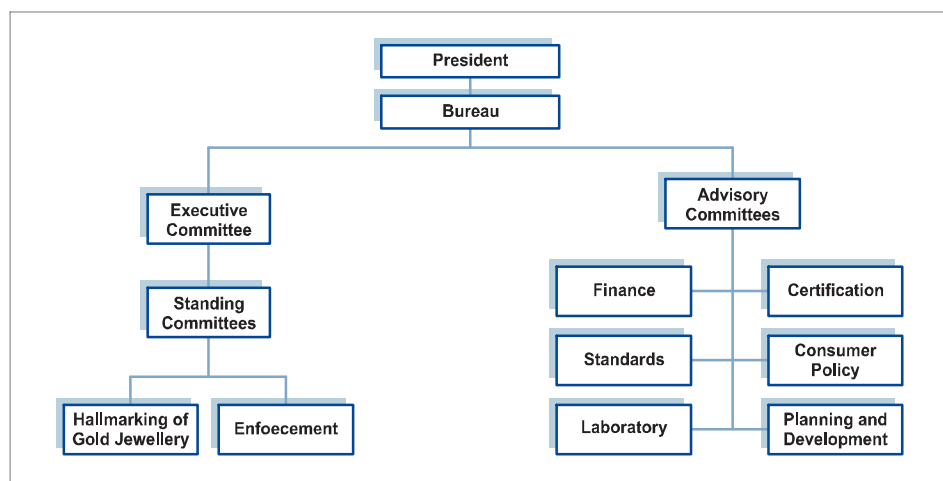 President
Bureau
Executive
Committee
Advisory
Committees
Standing
Committees
Hallmarking of
Gold Jewellery
Enfoecement
Finance
Certification
Standards
Consumer
Policy
Laboratory
Planning and
Development